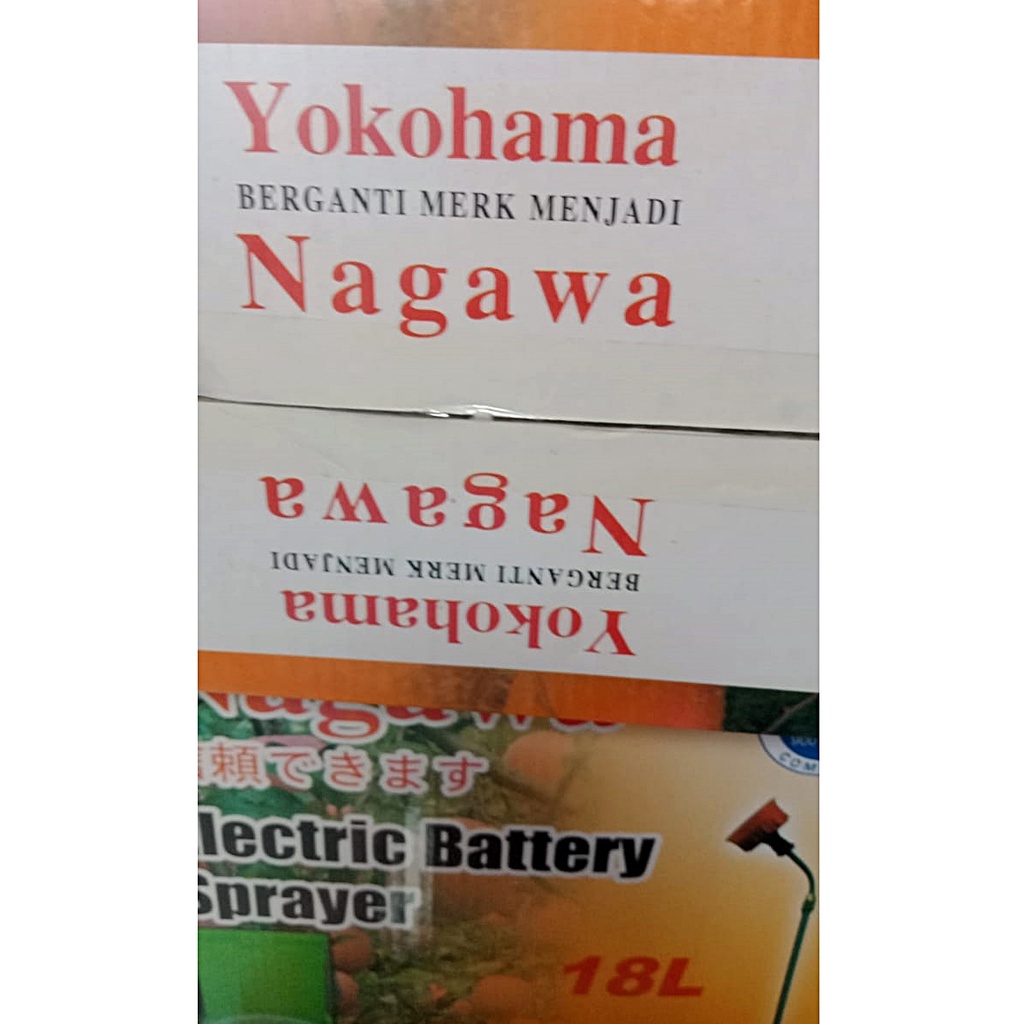 Yokohama
BERGANTI MERK MENJADI
Nagawa
Nagawa
BERGANTI MERK MENJADI
Yokohama
Nagawa
頼できます
lectric Battery
Sprayer
18L